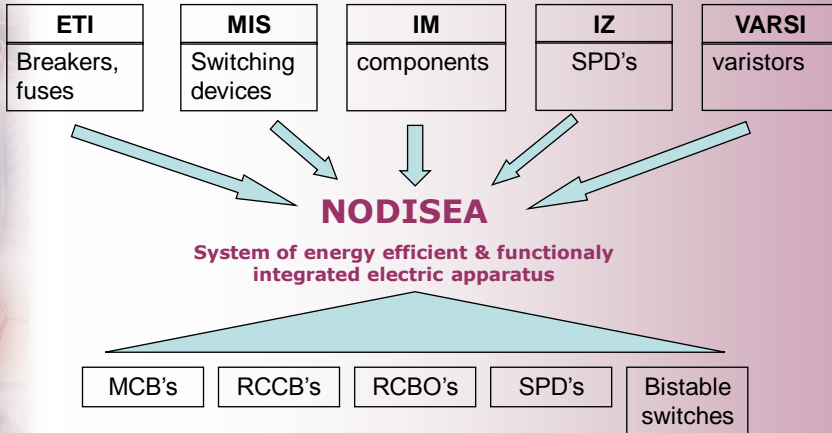 ETI
MIS
IM
IZ
VARSI
Breakers,
fuses
Switching
devices
components
SPD's
varistors
NODISEA
System of energy efficient & functionaly
integrated electric apparatus
MCB's
RCCB's
RCBO's
SPD's
Bistable
switches